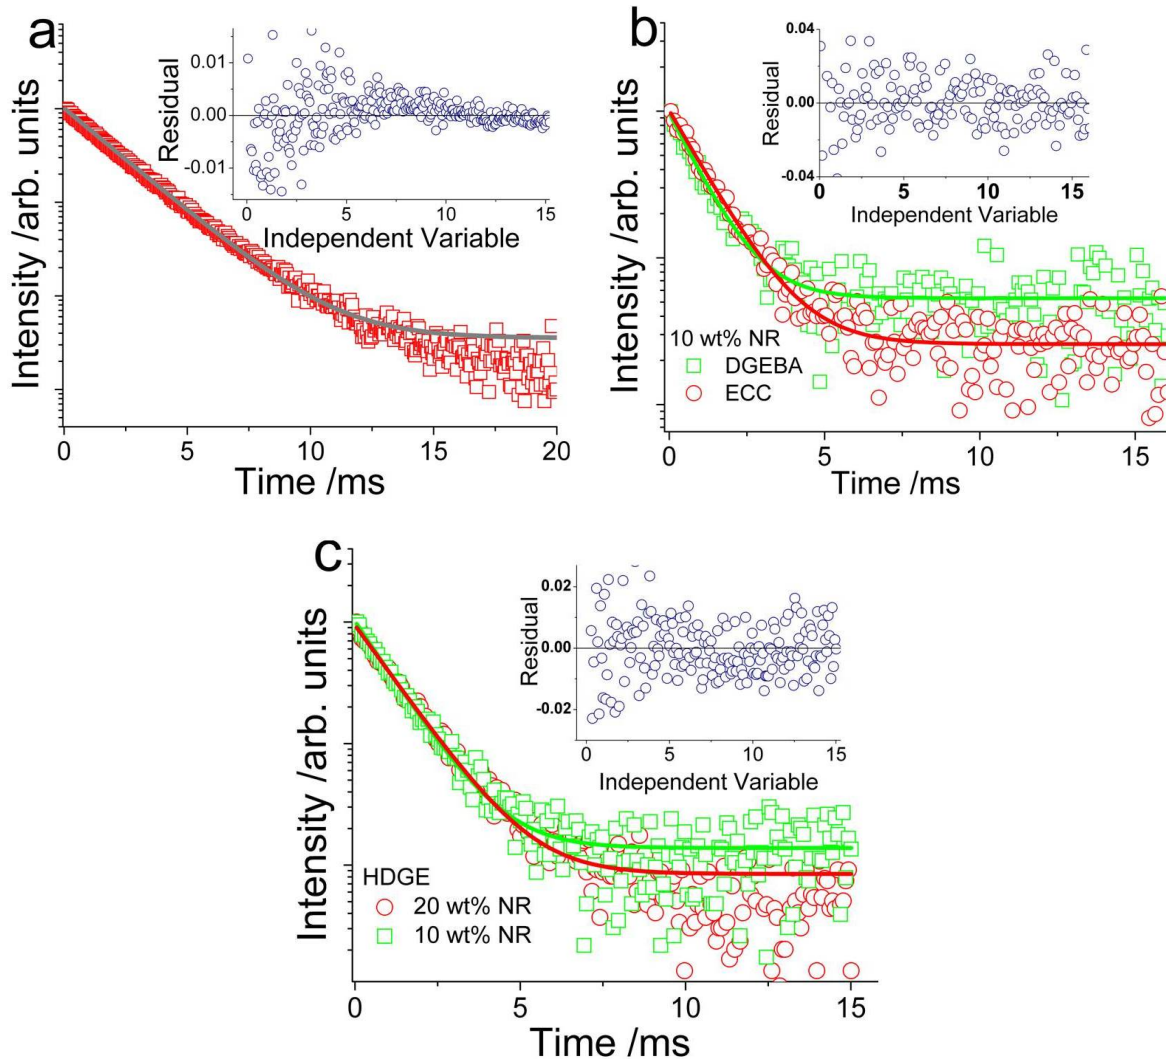 a
Intensity /arb. units
0
5
10
15
20
Time /ms
Residual
0.01
0.00
-0.01
0
5
10
15
Independent Variable
b
Intensity /arb. units
0
5
10
15
Time /ms
10 wt% NR
DGEBA
ECC
Residual
0.04
0.00
-0.04
0
5
10
15
Independent Variable
c
Intensity /arb. units
0
5
10
15
Time /ms
HDGE
20 wt% NR
10 wt% NR
Residual
0.02
0.00
-0.02
0
5
10
15
Independent Variable